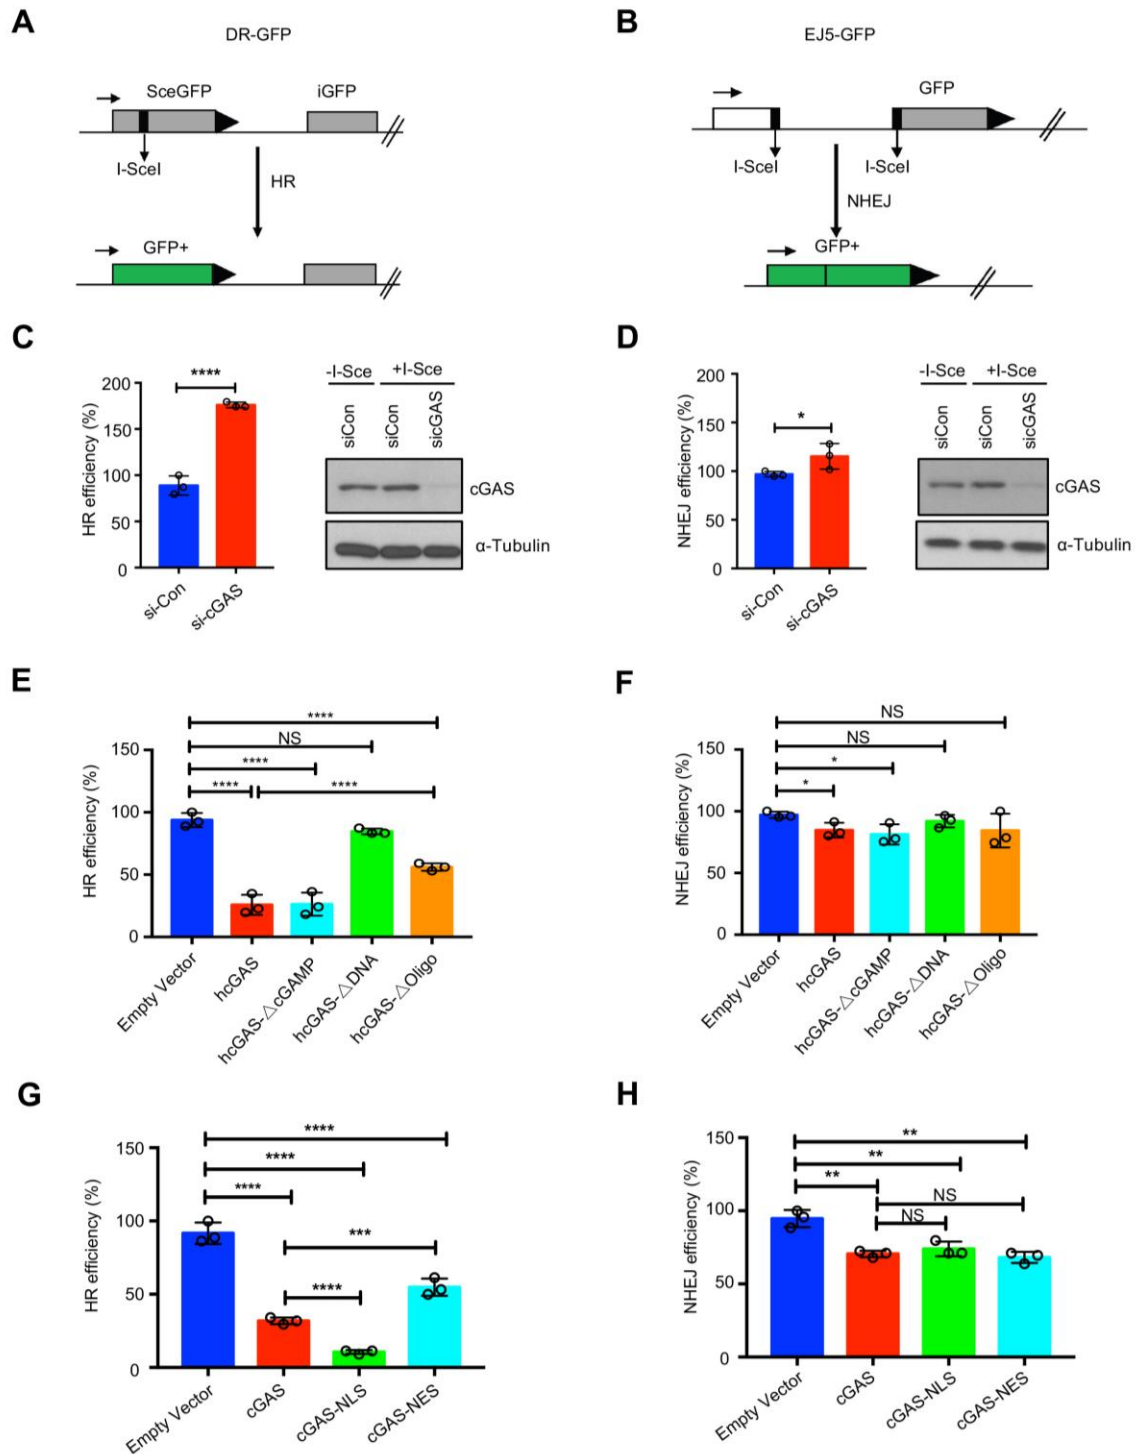 A
DR-GFP
SceGFP
iGFP
I-SceI
HR
GFP+
B
EJ5-GFP
GFP
I-SceI
I-SceI
NHEJ
GFP+
C
HR efficiency (%)
200
150
100
50
0
****
si-Con
si-cGAS
-I-Sce
+I-Sce
siCon
siCon
sicGAS
cGAS
α-Tubulin
D
NHEJ efficiency (%)
200
150
100
50
0
*
si-Con
si-cGAS
-I-Sce
+I-Sce
siCon
siCon
sicGAS
cGAS
α-Tubulin
E
HR efficiency (%)
150
100
50
0
****
NS
****
****
****
Empty Vector
hcGAS
hcGAS-△cGAMP
hcGAS-△DNA
hcGAS-△Oligo
F
NHEJ efficiency (%)
150
100
50
0
NS
NS
*
*
Empty Vector
hcGAS
hcGAS-△cGAMP
hcGAS-△DNA
hcGAS-△Oligo
G
HR efficiency (%)
150
100
50
0
****
****
****
***
****
Empty Vector
cGAS
cGAS-NLS
cGAS-NES
H
NHEJ efficiency (%)
150
100
50
0
**
**
**
NS
NS
Empty Vector
cGAS
cGAS-NLS
cGAS-NES